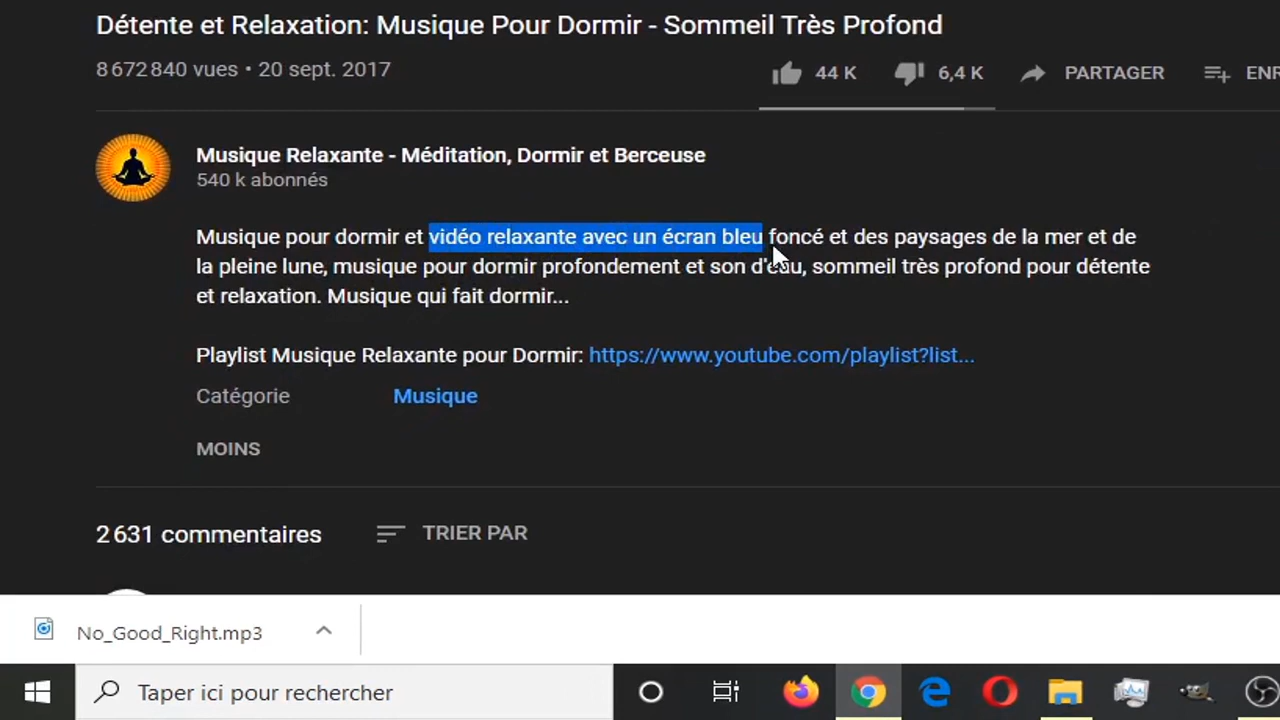 Détente et Relaxation: Musique Pour Dormir - Sommeil Très Profond
8 672 840 vues • 20 sept. 2017
44 K
6,4 K
PARTAGER
ENR
Musique Relaxante - Méditation, Dormir et Berceuse
540 k abonnés
Musique pour dormir et vidéo relaxante avec un écran bleu foncé et des paysages de la mer et de
la pleine lune, musique pour dormir profondement et son d'eau, sommeil très profond pour détente
et relaxation. Musique qui fait dormir...
Playlist Musique Relaxante pour Dormir: https://www.youtube.com/playlist?list...
Catégorie Musique
MOINS
2 631 commentaires
TRIER PAR
No_Good_Right.mp3
Taper ici pour rechercher